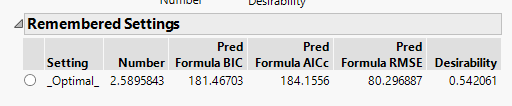 Number
Desirability
Remembered Settings
Pred Pred Pred
Setting Number Formula BIC Formula AICc Formula RMSE Desirability
_Optimal_ 2.5895843 181.46703 184.1556 80.296887 0.542061